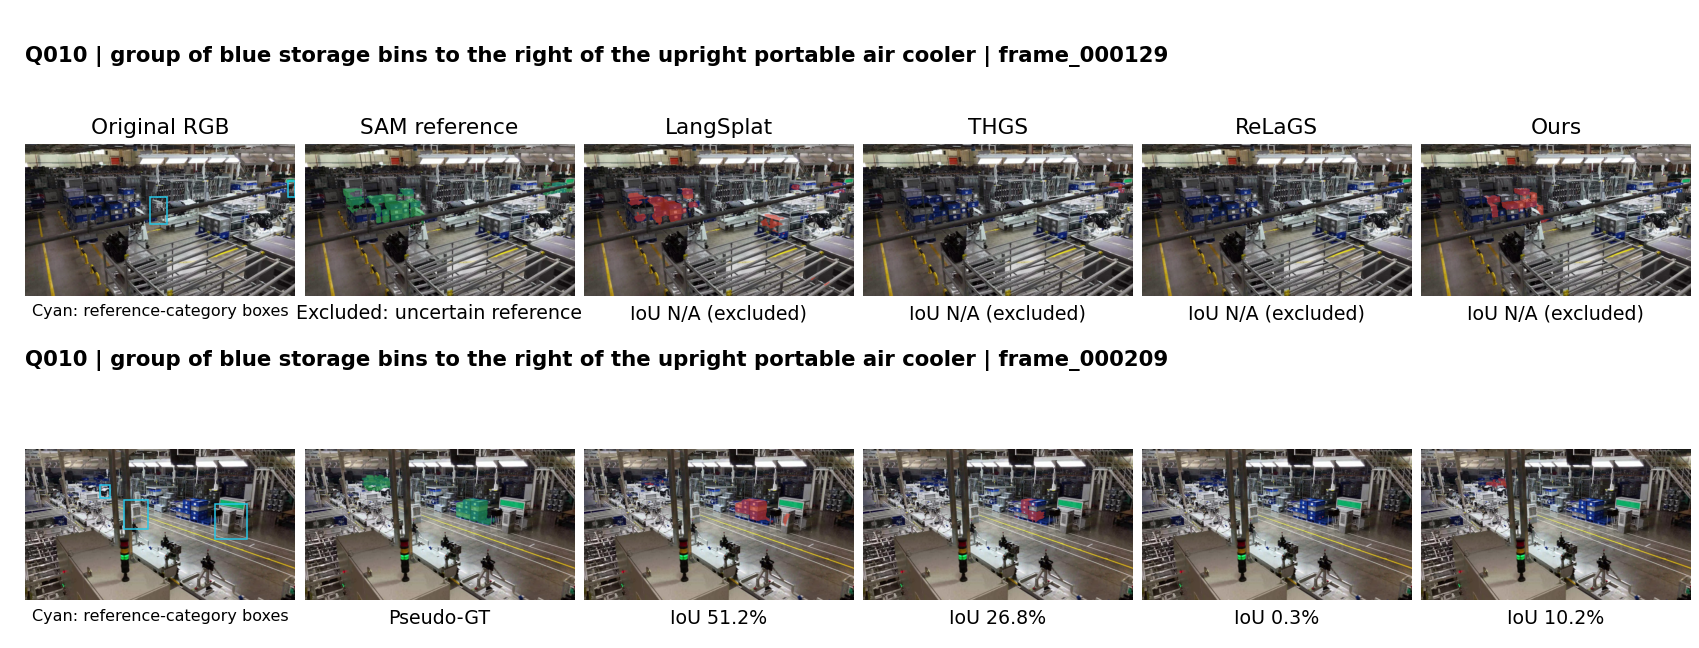 Q010 | group of blue storage bins to the right of the upright portable air cooler | frame_000129
Original RGB SAM reference LangSplat THGS ReLaGS Ours
Cyan: reference-category boxes Excluded: uncertain reference IoU N/A (excluded) IoU N/A (excluded) IoU N/A (excluded) IoU N/A (excluded)
Q010 | group of blue storage bins to the right of the upright portable air cooler | frame_000209
Cyan: reference-category boxes Pseudo-GT IoU 51.2% IoU 26.8% IoU 0.3% IoU 10.2%